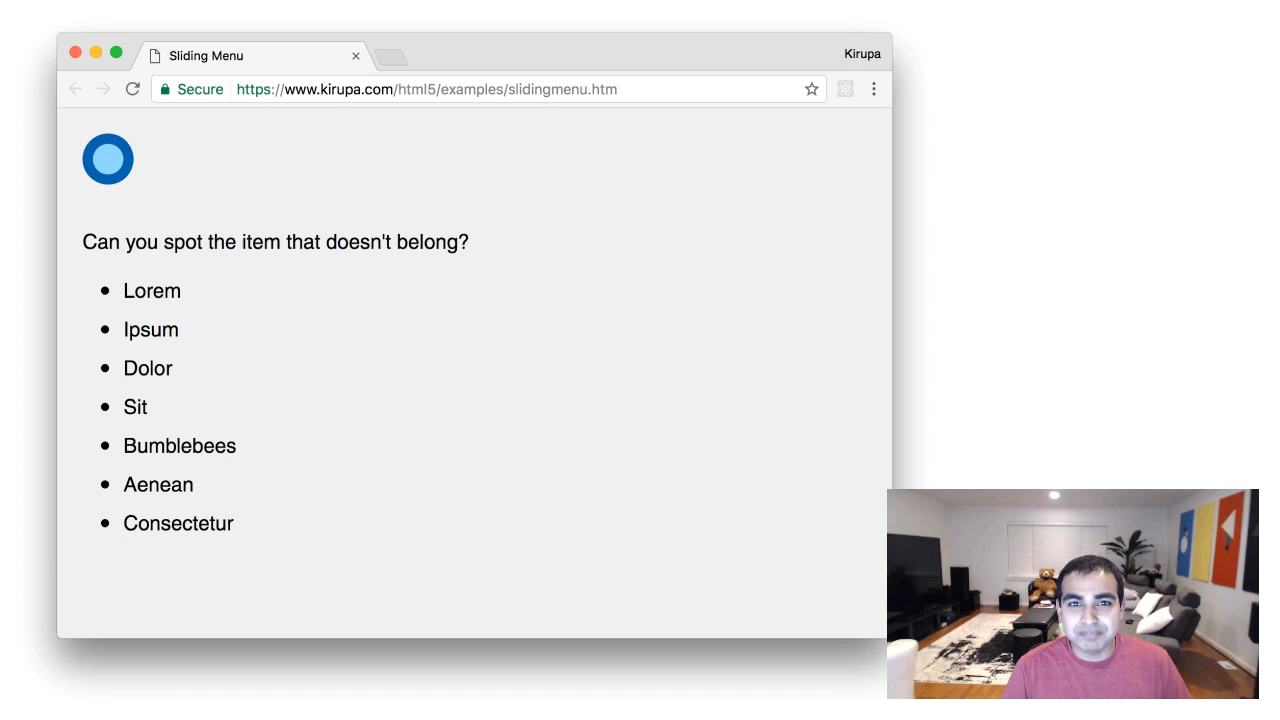 Sliding Menu
Kirupa
Secure https://www.kirupa.com/html5/examples/slidingmenu.htm
Can you spot the item that doesn't belong?
Lorem
Ipsum
Dolor
Sit
Bumblebees
Aenean
Consectetur